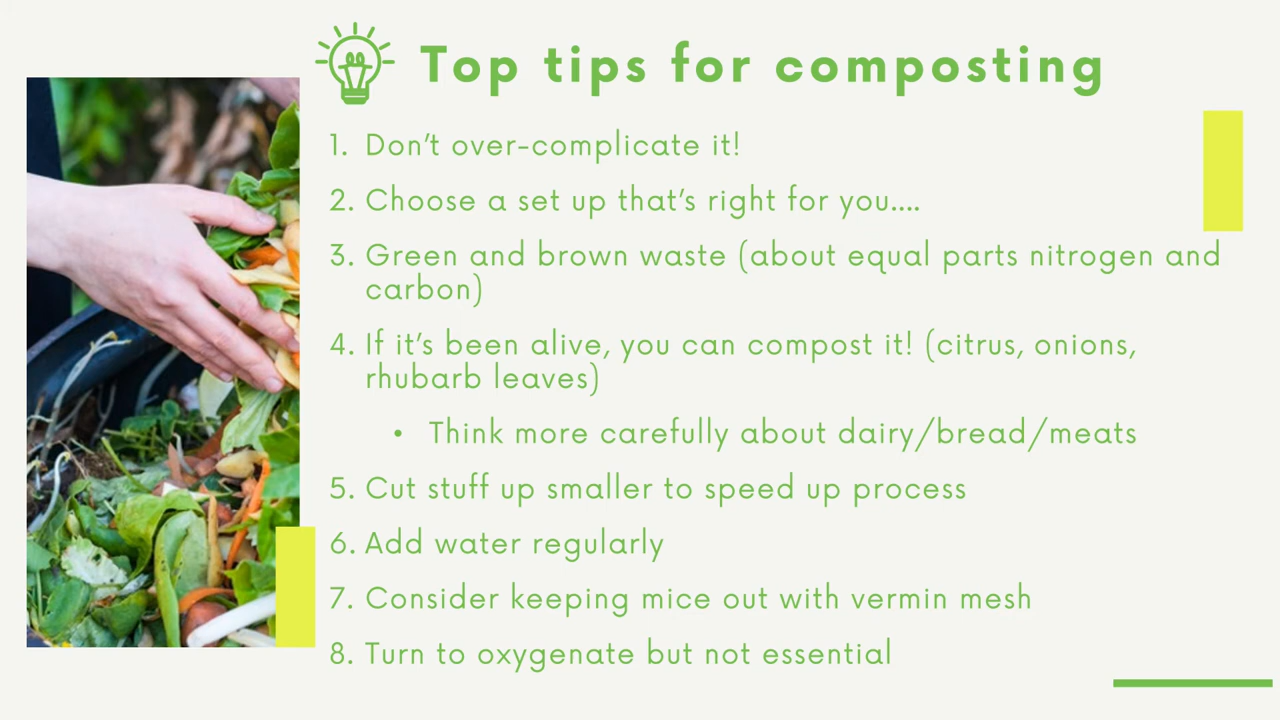 Top tips for composting
1. Don't over-complicate it!
2. Choose a set up that's right for you....
3. Green and brown waste (about equal parts nitrogen and
carbon)
4. If it's been alive, you can compost it! (citrus, onions,
rhubarb leaves)
• Think more carefully about dairy/bread/meats
5. Cut stuff up smaller to speed up process
6. Add water regularly
7. Consider keeping mice out with vermin mesh
8. Turn to oxygenate but not essential